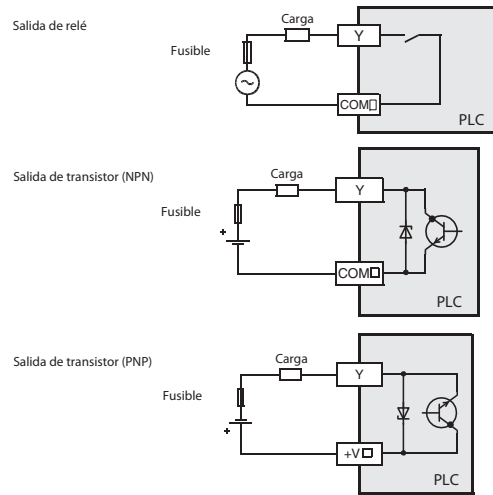 Salida de relé
Carga
Fusible
Y
COM□
PLC
Salida de transistor (NPN)
Carga
Fusible
Y
+
COM□
PLC
Salida de transistor (PNP)
Carga
Fusible
Y
+
+V□
PLC